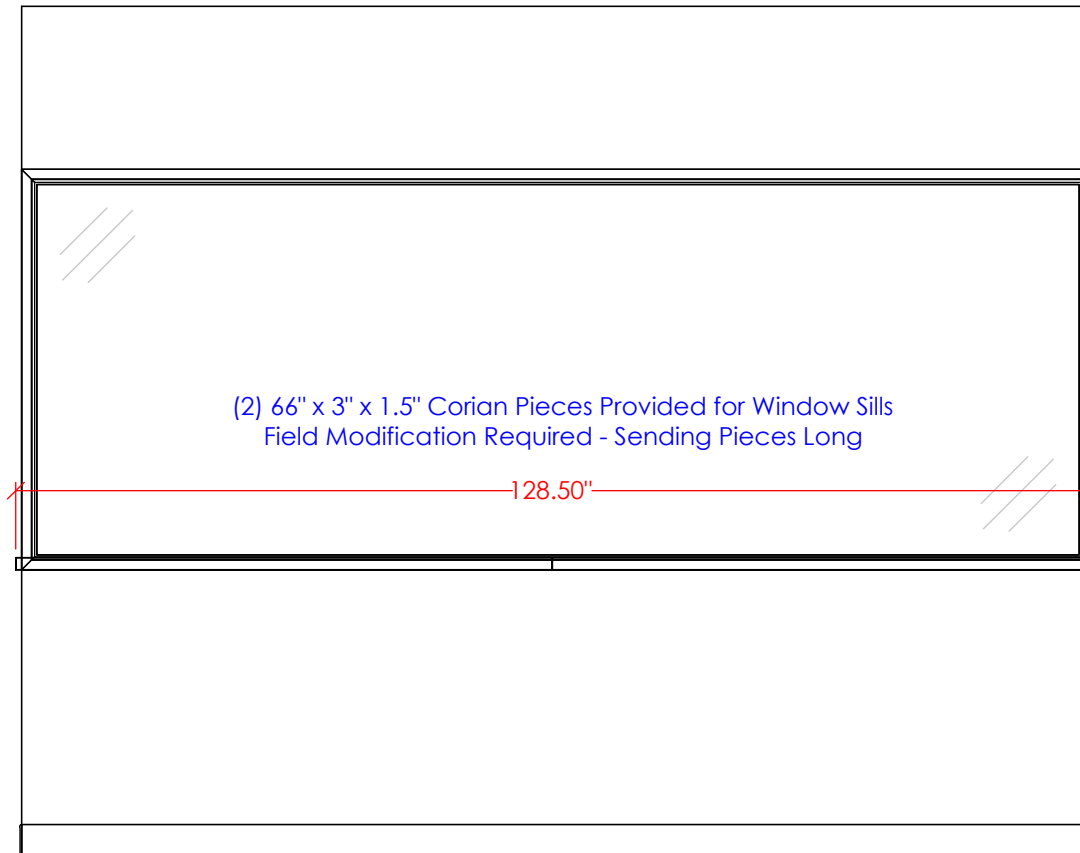 (2) 66" x 3" x 1.5" Corian Pieces Provided for Window Sills
Field Modification Required - Sending Pieces Long
128.50"